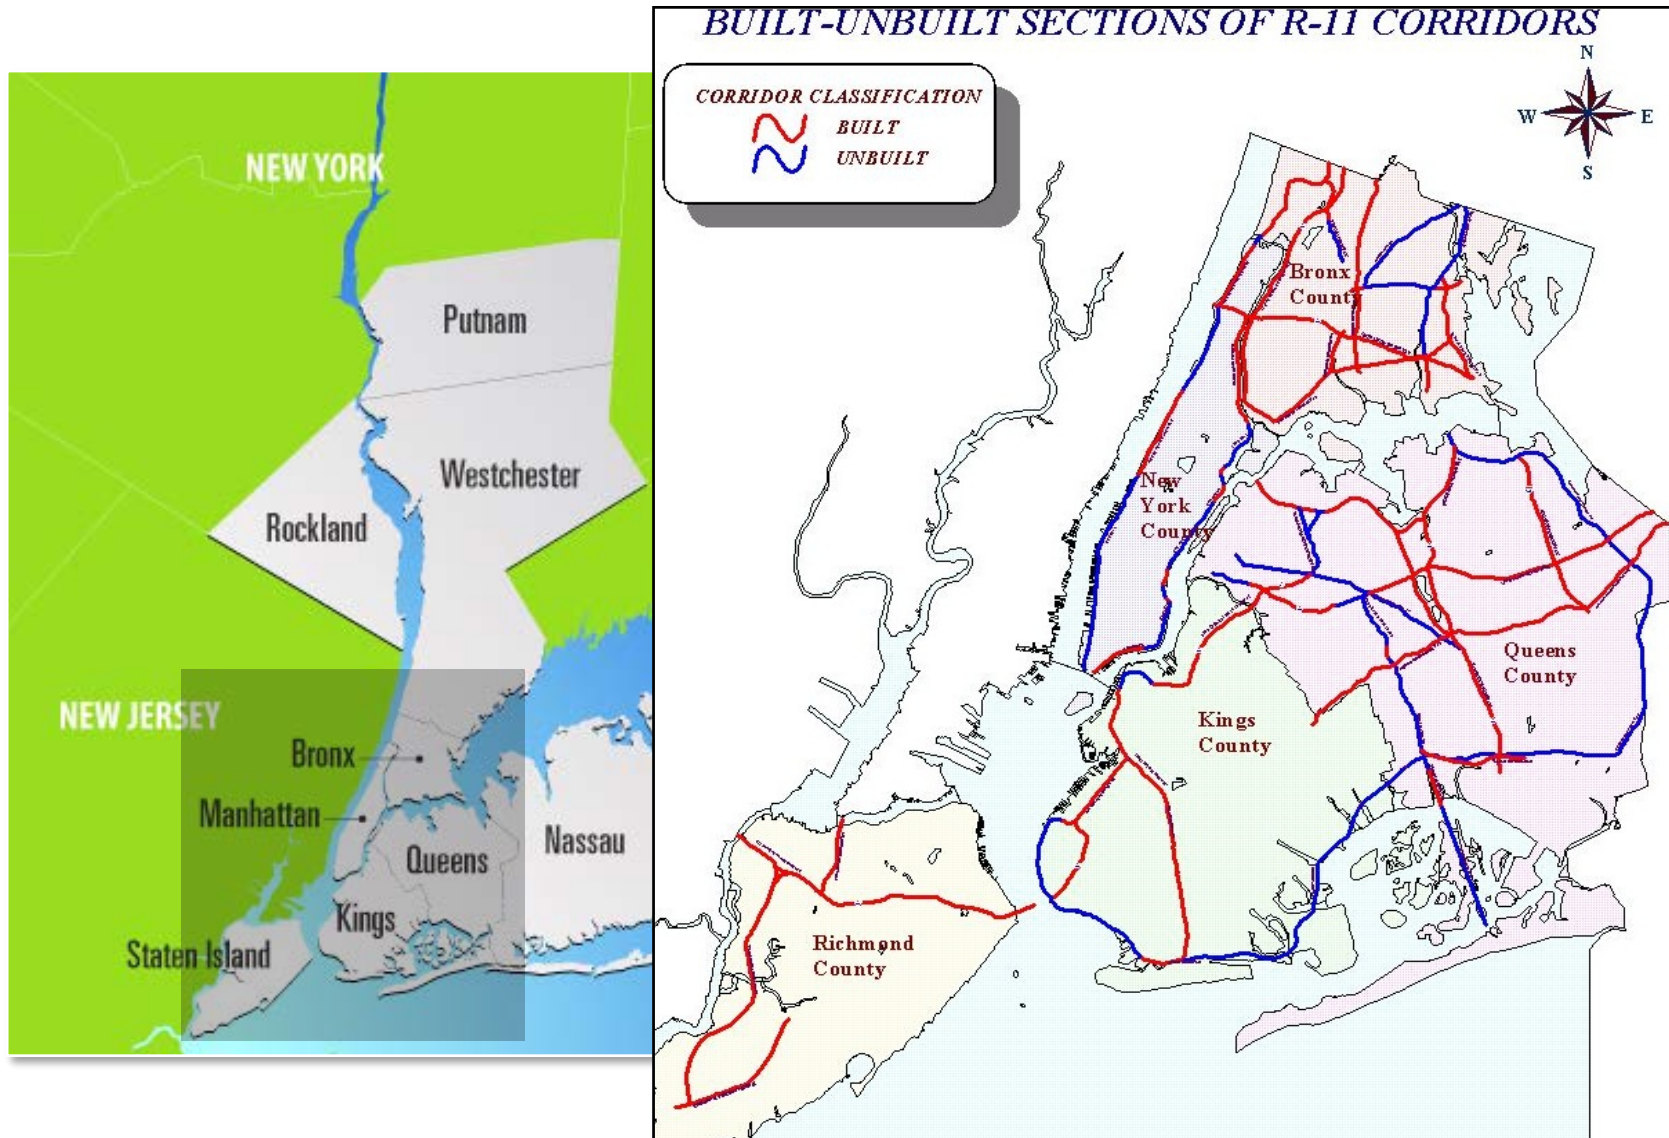 NEW YORK
Putnam
Westchester
Rockland
NEW JERSEY
Bronx
Manhattan
Queens
Nassau
Kings
Staten Island
BUILT-UNBUILT SECTIONS OF R-11 CORRIDORS
CORRIDOR CLASSIFICATION
BUILT
UNBUILT
N
W
E
S
Bronx
County
New
York
County
Queens
County
Kings
County
Richmond
County